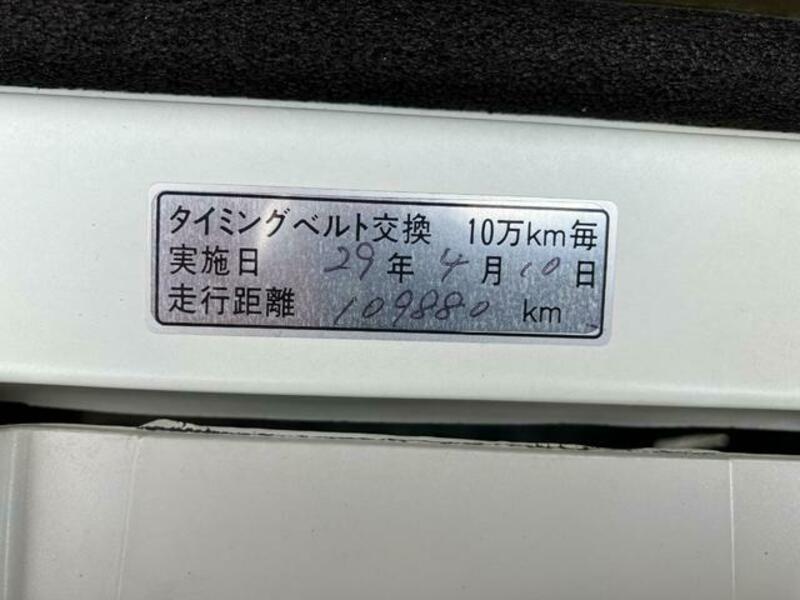 タイミングベルト交換 10万km毎
実施日 29年4月10日
走行距離 109880 km